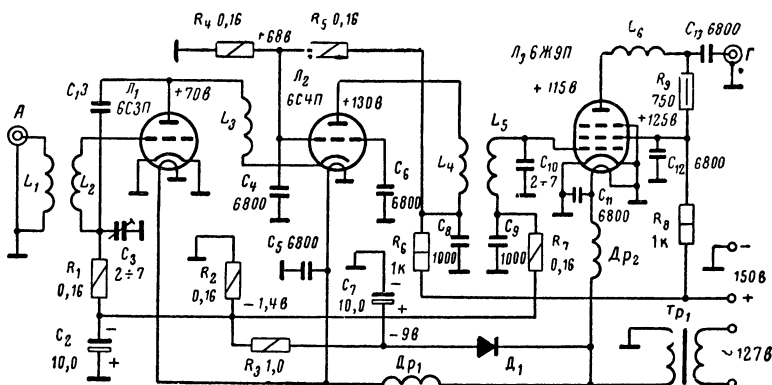 R₄ 0,16
R₅ 0,16
+68в
Л₁
6С3П
+70в
Л₂
6С4П
+130в
Л₃ 6Ж9П
+115в
L₆
C₁₃ 6800
Г
R₉
750
+125в
А
C₁ 3
L₁
L₂
L₃
L₄
L₅
C₃
2÷7
C₄
6800
C₆
6800
C₁₀
2÷7
C₁₁
6800
C₁₂
6800
R₁
0,16
R₂
0,16
C₅ 6800
C₇
10,0
-
+
R₆
1к
C₈
1000
C₉
1000
R₇
0,16
Др₂
R₈
1к
-
150в
+
-1,4в
-9в
C₂
10,0
-
+
R₃ 1,0
Др₁
Д₁
Тр₁
~127в